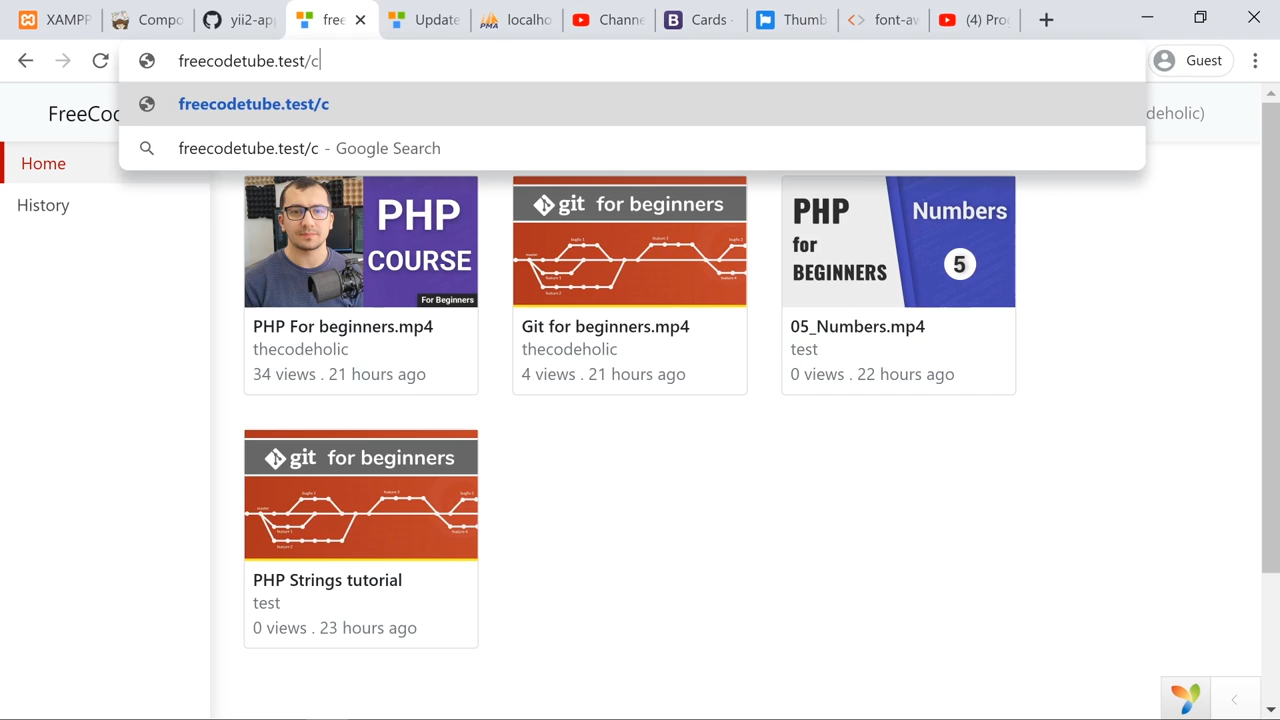 XAMPP
Compo
yii2-ap
free
Update
localho
Channe
Cards -
Thumb
font-av
(4) Pro
freecodetube.test/c
Guest
freecodetube.test/c
freecodetube.test/c - Google Search
FreeCo
deholic)
Home
History
PHP
COURSE
For Beginners
PHP For beginners.mp4
thecodeholic
34 views . 21 hours ago
git for beginners
Git for beginners.mp4
thecodeholic
4 views . 21 hours ago
PHP
for
BEGINNERS
Numbers
5
05_Numbers.mp4
test
0 views . 22 hours ago
git for beginners
PHP Strings tutorial
test
0 views . 23 hours ago